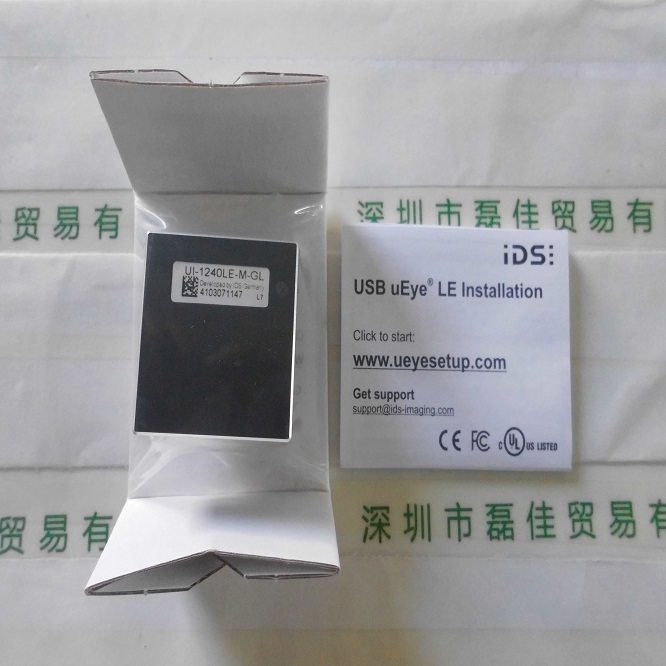 贸易有
深圳市磊佳贸易有
UI-1240LE-M-GL
Developed by IDS-Germany
4103071147
L7
iDS:
USB uEye® LE Installation
Click to start:
www.ueyesetup.com
Get support
support@ids-imaging.com
CE FC c UL US LISTED
贸易有
深圳市磊佳贸易有